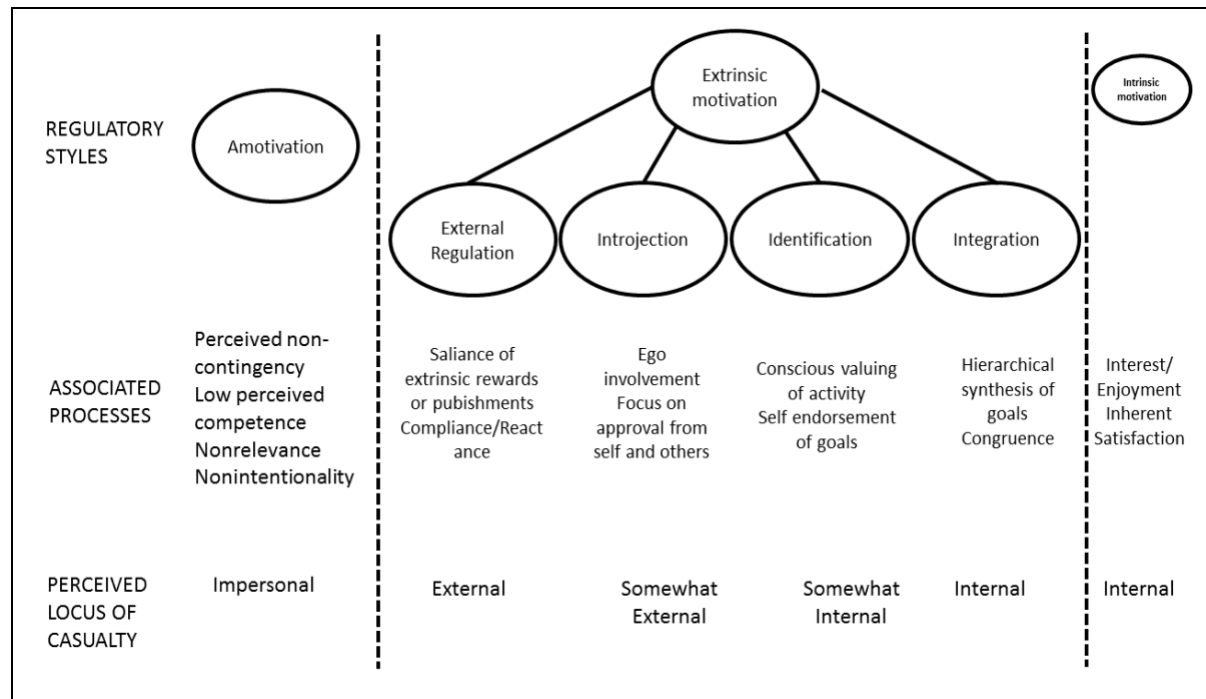 REGULATORY
STYLES
Amotivation
Extrinsic
motivation
External
Regulation
Introjection
Identification
Integration
Intrinsic
motivation
ASSOCIATED
PROCESSES
Perceived non-
contingency
Low perceived
competence
Nonrelevance
Nonintentionality
Saliance of
extrinsic rewards
or pubishments
Compliance/React
ance
Ego
involvement
Focus on
approval from
self and others
Conscious valuing
of activity
Self endorsement
of goals
Hierarchical
synthesis of
goals
Congruence
Interest/
Enjoyment
Inherent
Satisfaction
PERCEIVED
LOCUS OF
CASUALTY
Impersonal
External
Somewhat
External
Somewhat
Internal
Internal
Internal